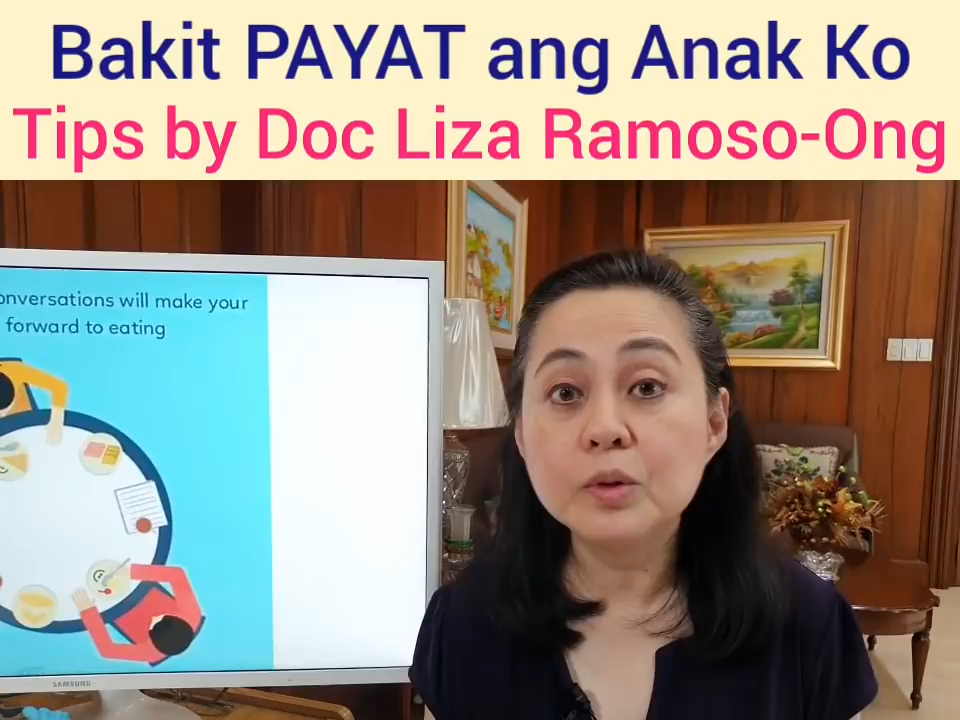 Bakit PAYAT ang Anak Ko
Tips by Doc Liza Ramoso-Ong
onversations will make your
forward to eating
SAMSUNG